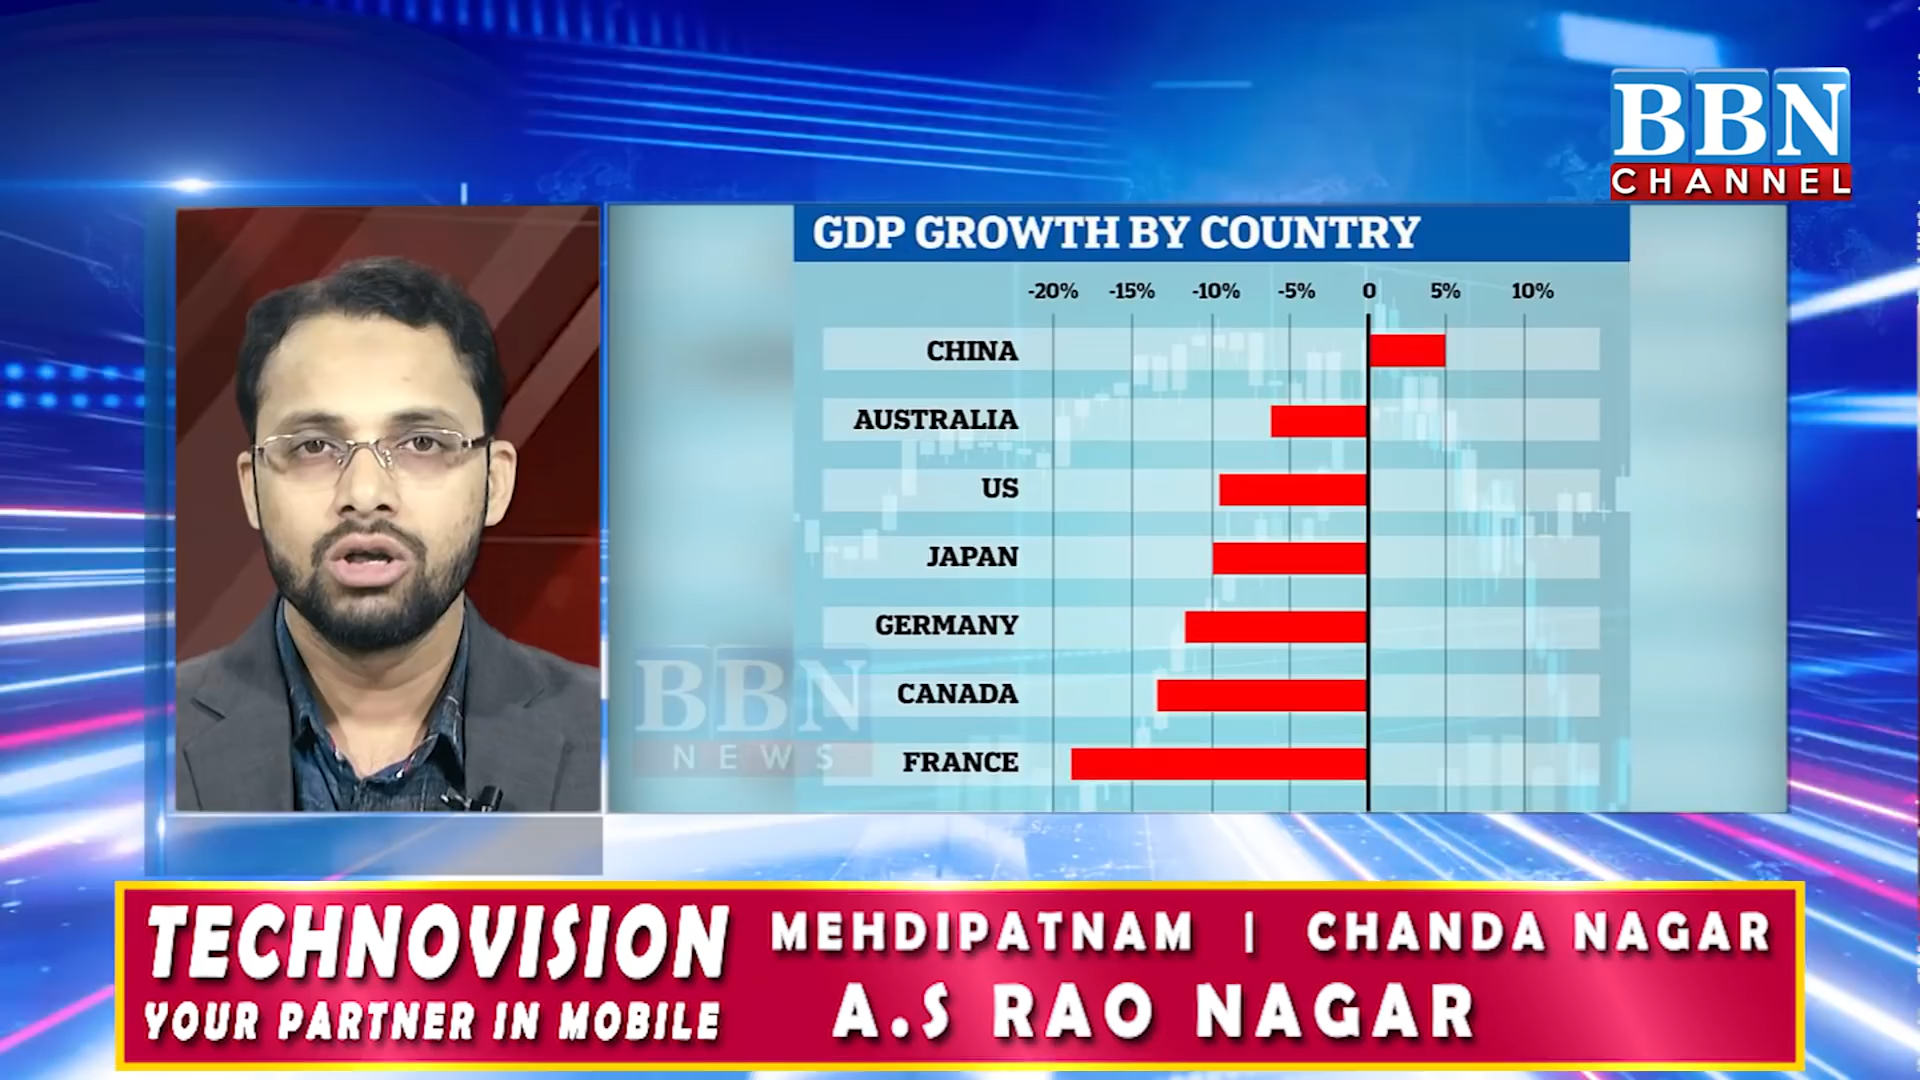 BBN
CHANNEL
GDP GROWTH BY COUNTRY
-20% -15% -10% -5% 0 5% 10%
CHINA
AUSTRALIA
US
JAPAN
GERMANY
CANADA
FRANCE
BBN
NEWS
TECHNOVISION
YOUR PARTNER IN MOBILE
MEHDIPATNAM | CHANDA NAGAR
A.S RAO NAGAR